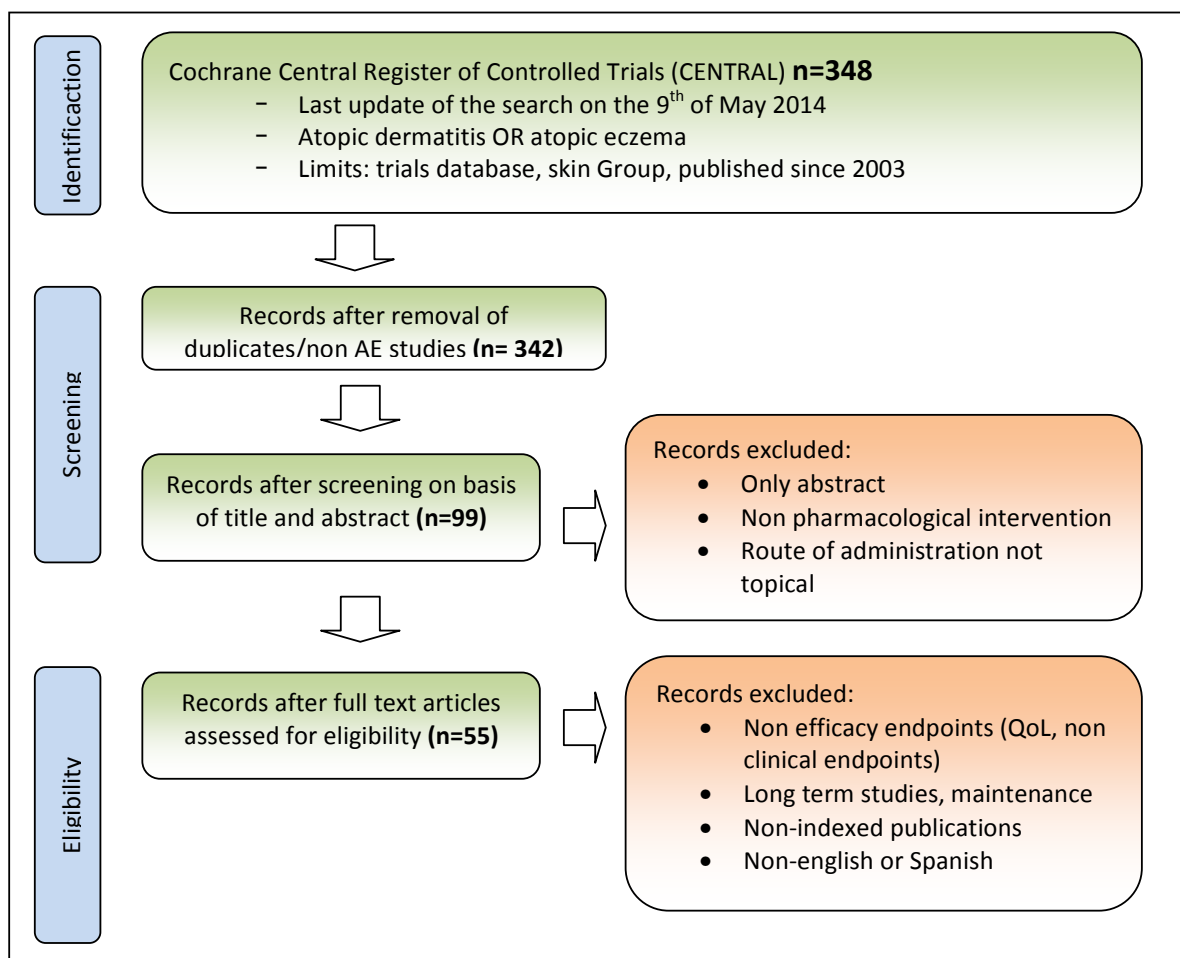 Identificaction
Cochrane Central Register of Controlled Trials (CENTRAL) n=348
- Last update of the search on the 9th of May 2014
- Atopic dermatitis OR atopic eczema
- Limits: trials database, skin Group, published since 2003
Screening
Records after removal of
duplicates/non AE studies (n= 342)
Records after screening on basis
of title and abstract (n=99)
Records excluded:
• Only abstract
• Non pharmacological intervention
• Route of administration not
topical
Eligibility
Records after full text articles
assessed for eligibility (n=55)
Records excluded:
• Non efficacy endpoints (QoL, non
clinical endpoints)
• Long term studies, maintenance
• Non-indexed publications
• Non-english or Spanish